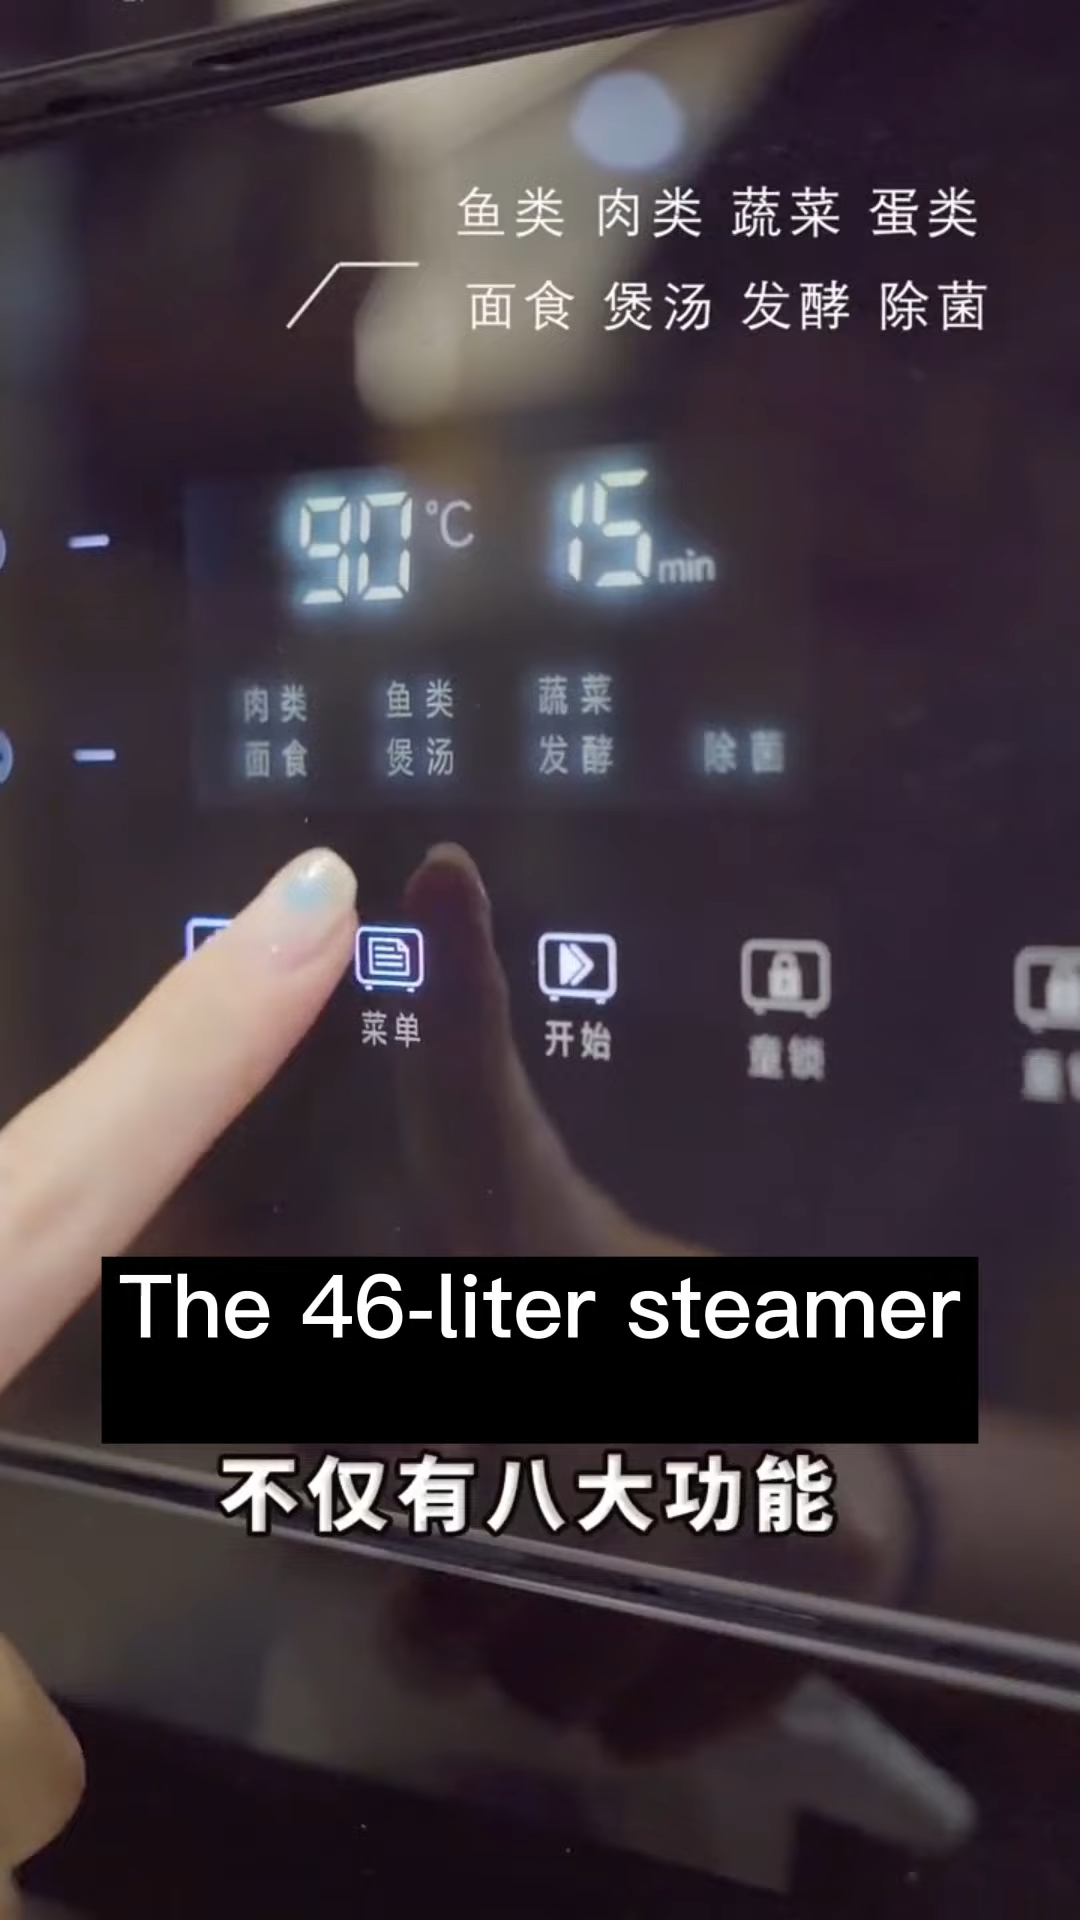 鱼类 肉类 蔬菜 蛋类
面食 煲汤 发酵 除菌
90°C 15min
肉类 鱼类 蔬菜
面食 煲汤 发酵 除菌
菜单 开始 童锁
The 46-liter steamer
不仅有八大功能